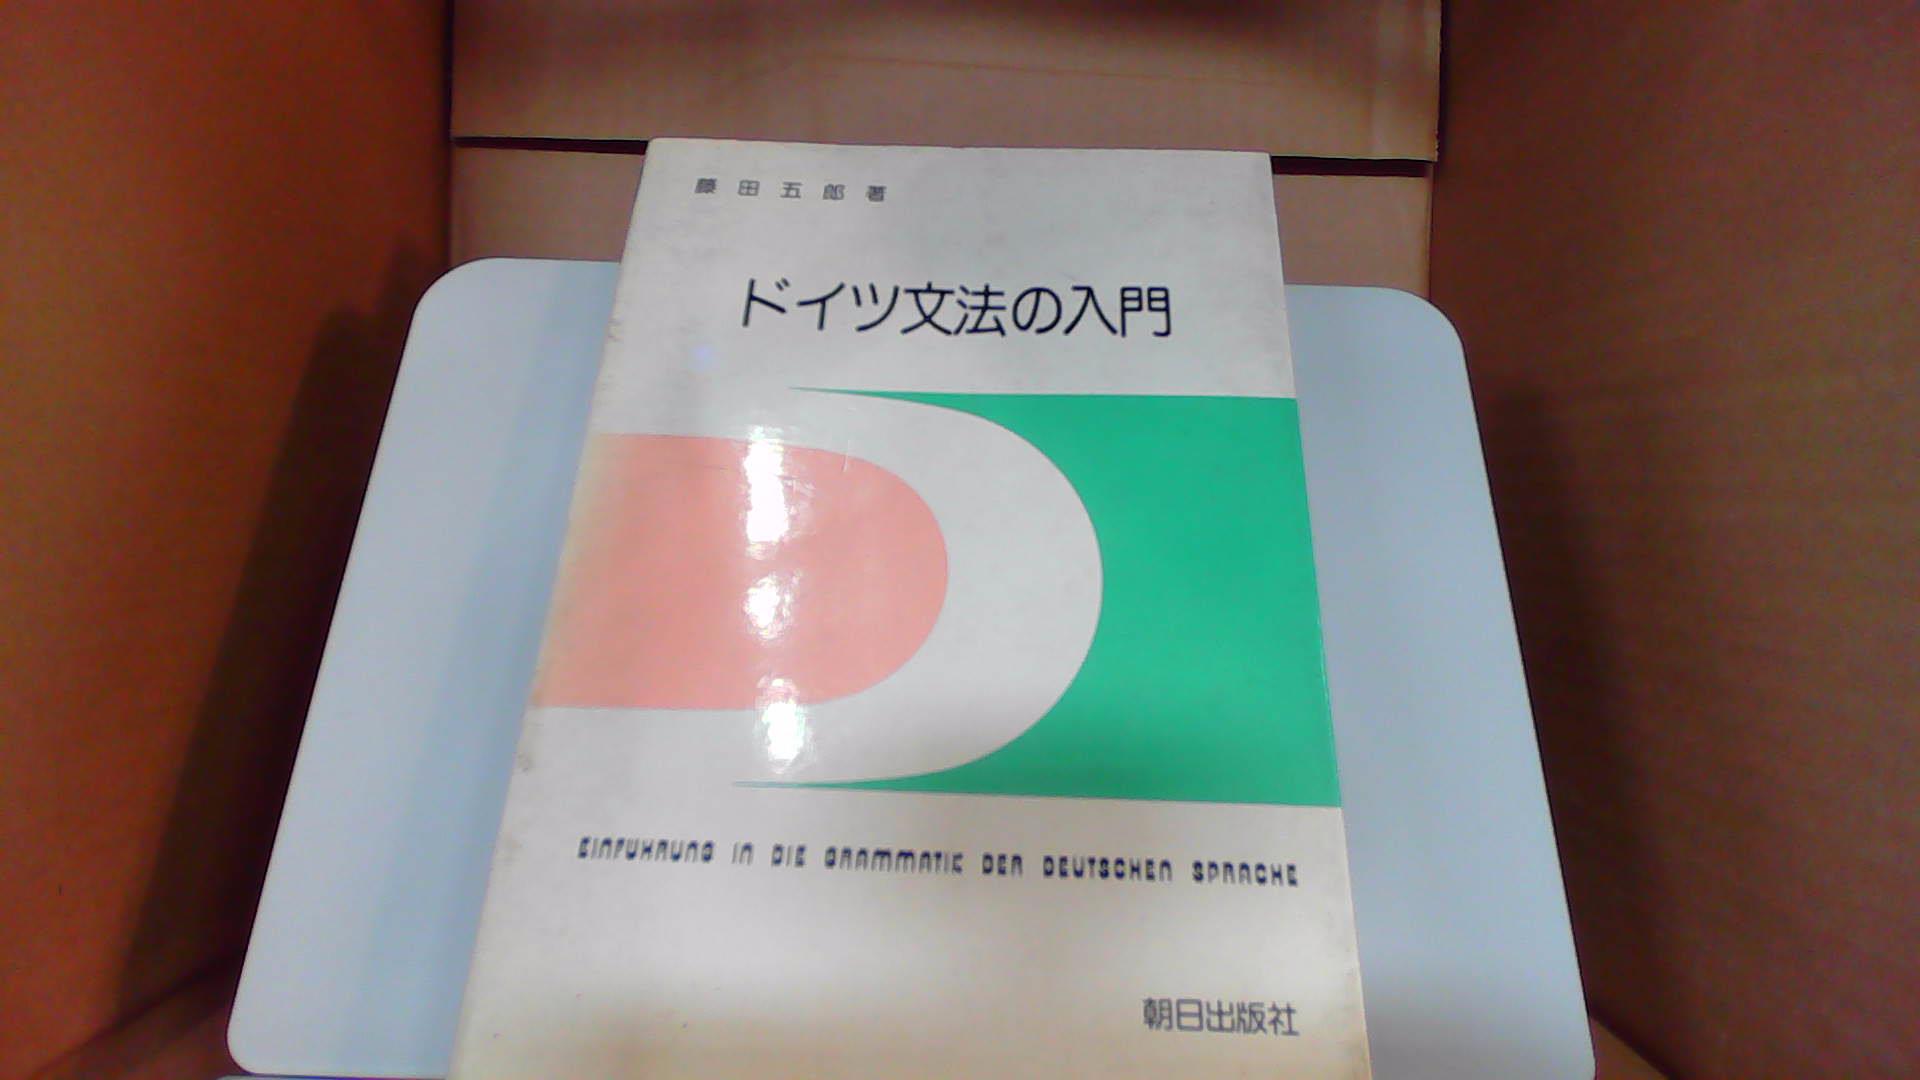 藤田五郎著
ドイツ文法の入門
EINFUHRUNG IN DIE GRAMMATIK DER DEUTSCHEN SPRACHE
朝日出版社